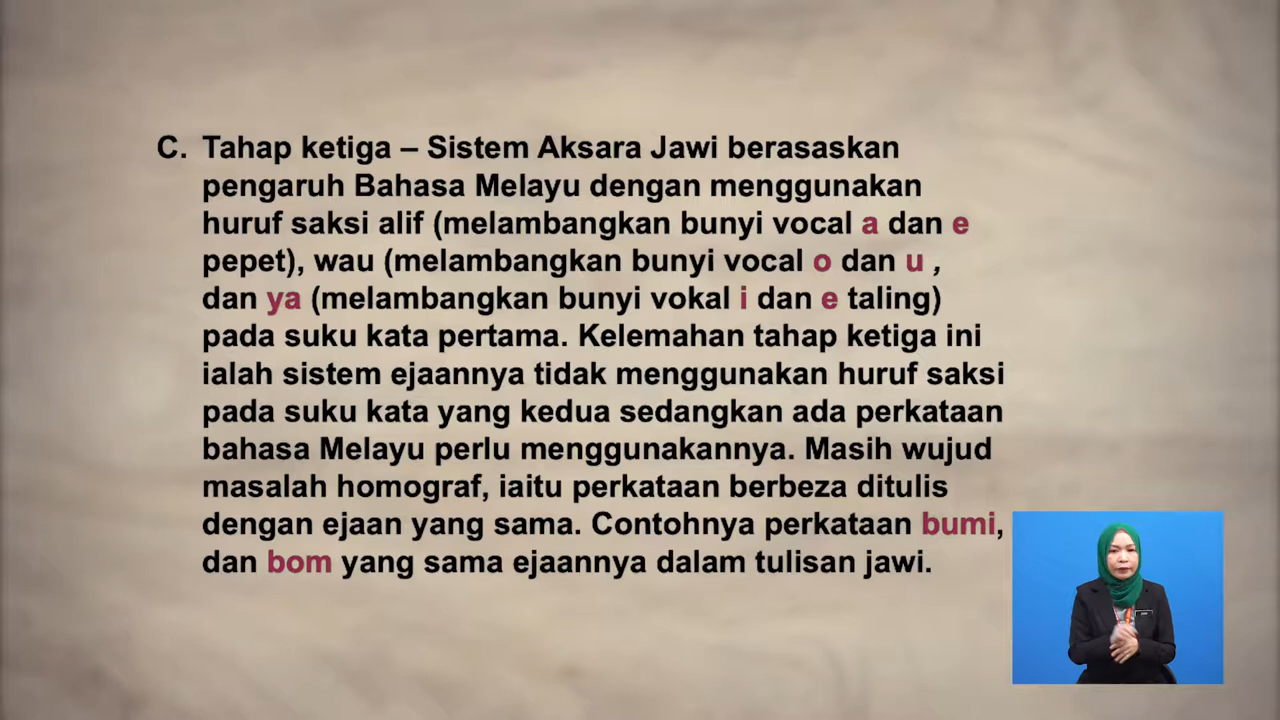 C. Tahap ketiga – Sistem Aksara Jawi berasaskan
pengaruh Bahasa Melayu dengan menggunakan
huruf saksi alif (melambangkan bunyi vocal a dan e
pepet), wau (melambangkan bunyi vocal o dan u ,
dan ya (melambangkan bunyi vokal i dan e taling)
pada suku kata pertama. Kelemahan tahap ketiga ini
ialah sistem ejaannya tidak menggunakan huruf saksi
pada suku kata yang kedua sedangkan ada perkataan
bahasa Melayu perlu menggunakannya. Masih wujud
masalah homograf, iaitu perkataan berbeza ditulis
dengan ejaan yang sama. Contohnya perkataan bumi,
dan bom yang sama ejaannya dalam tulisan jawi.